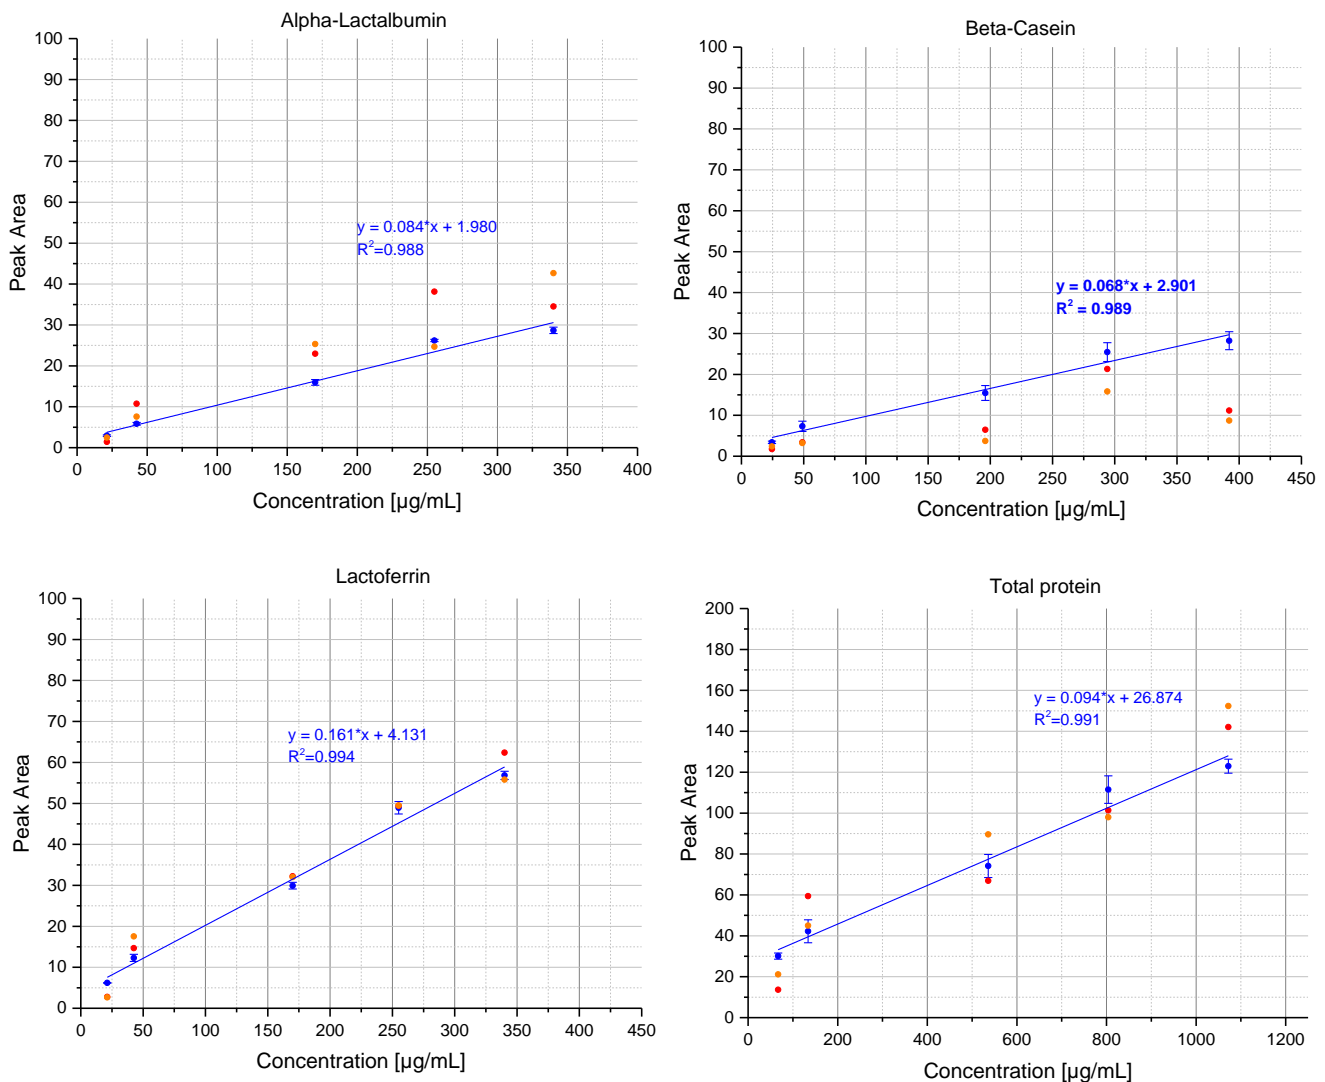 Alpha-Lactalbumin
100
90
80
70
60
50
40
30
20
10
0
Peak Area
y = 0.084*x + 1.980
R²=0.988
0 50 100 150 200 250 300 350 400
Concentration [µg/mL]
Beta-Casein
100
90
80
70
60
50
40
30
20
10
0
Peak Area
y = 0.068*x + 2.901
R² = 0.989
0 50 100 150 200 250 300 350 400 450
Concentration [µg/mL]
Lactoferrin
100
90
80
70
60
50
40
30
20
10
0
Peak Area
y = 0.161*x + 4.131
R²=0.994
0 50 100 150 200 250 300 350 400 450
Concentration [µg/mL]
Total protein
200
180
160
140
120
100
80
60
40
20
0
Peak Area
y = 0.094*x + 26.874
R²=0.991
0 200 400 600 800 1000 1200
Concentration [µg/mL]